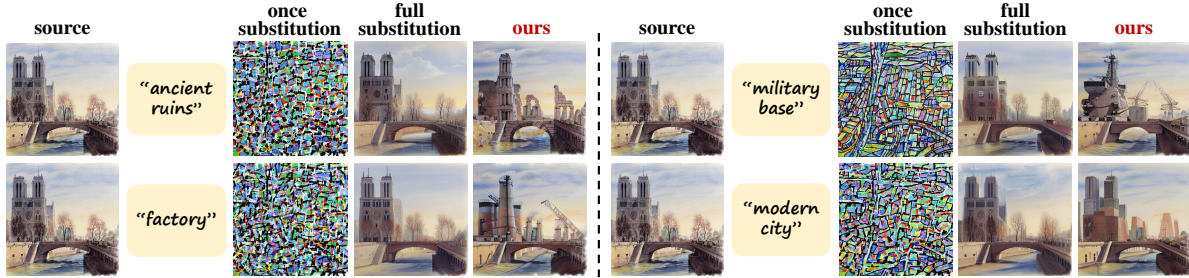 source
once
substitution
full
substitution
ours
source
once
substitution
full
substitution
ours
"ancient
ruins"
"military
base"
"factory"
"modern
city"